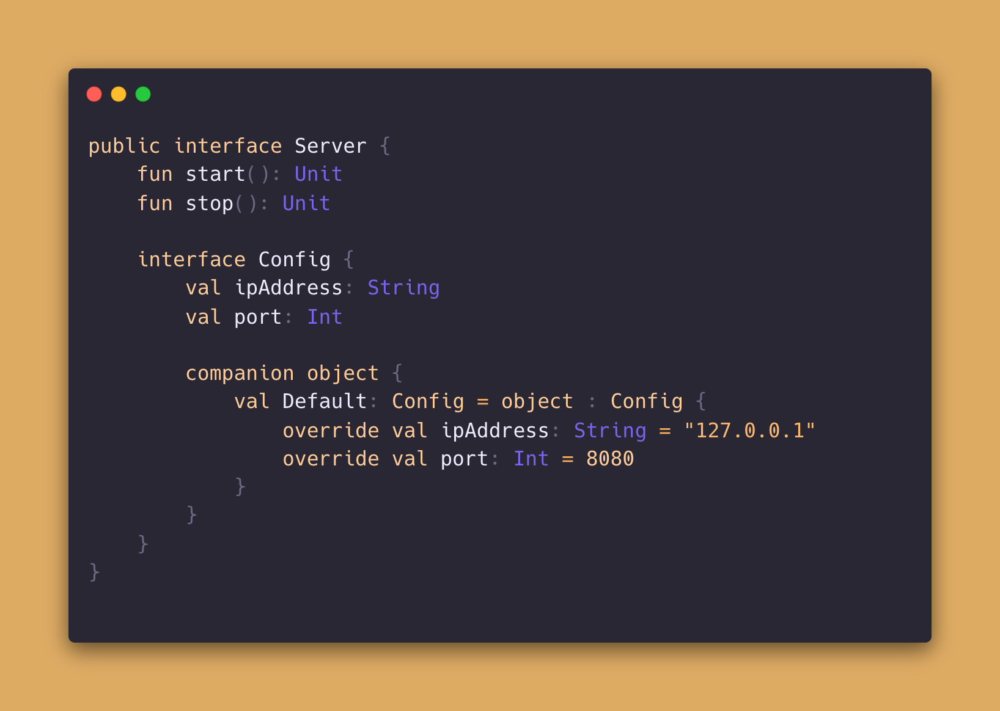 public interface Server {
    fun start(): Unit
    fun stop(): Unit

    interface Config {
        val ipAddress: String
        val port: Int

        companion object {
            val Default: Config = object : Config {
                override val ipAddress: String = "127.0.0.1"
                override val port: Int = 8080
            }
        }
    }
}